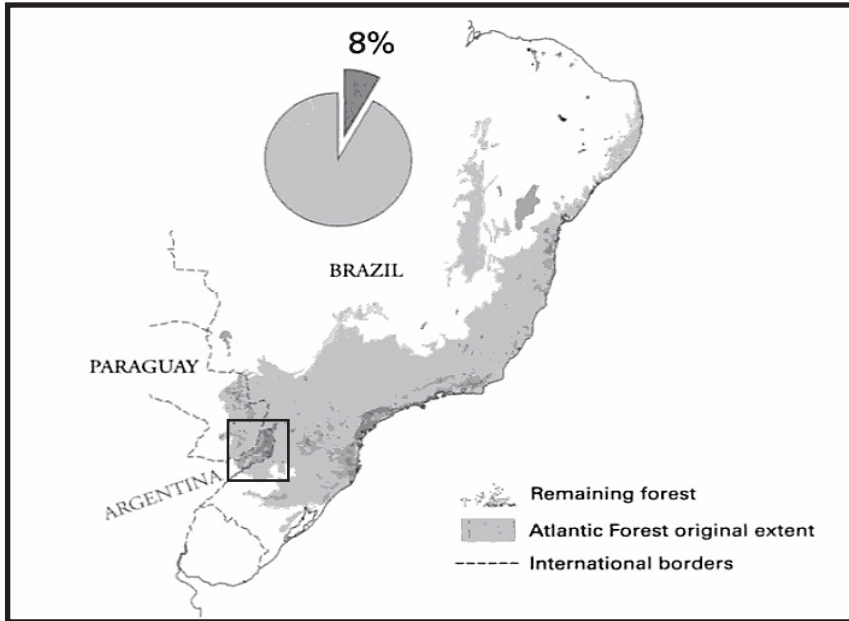 8%
BRAZIL
PARAGUAY
ARGENTINA
Remaining forest
Atlantic Forest original extent
International borders